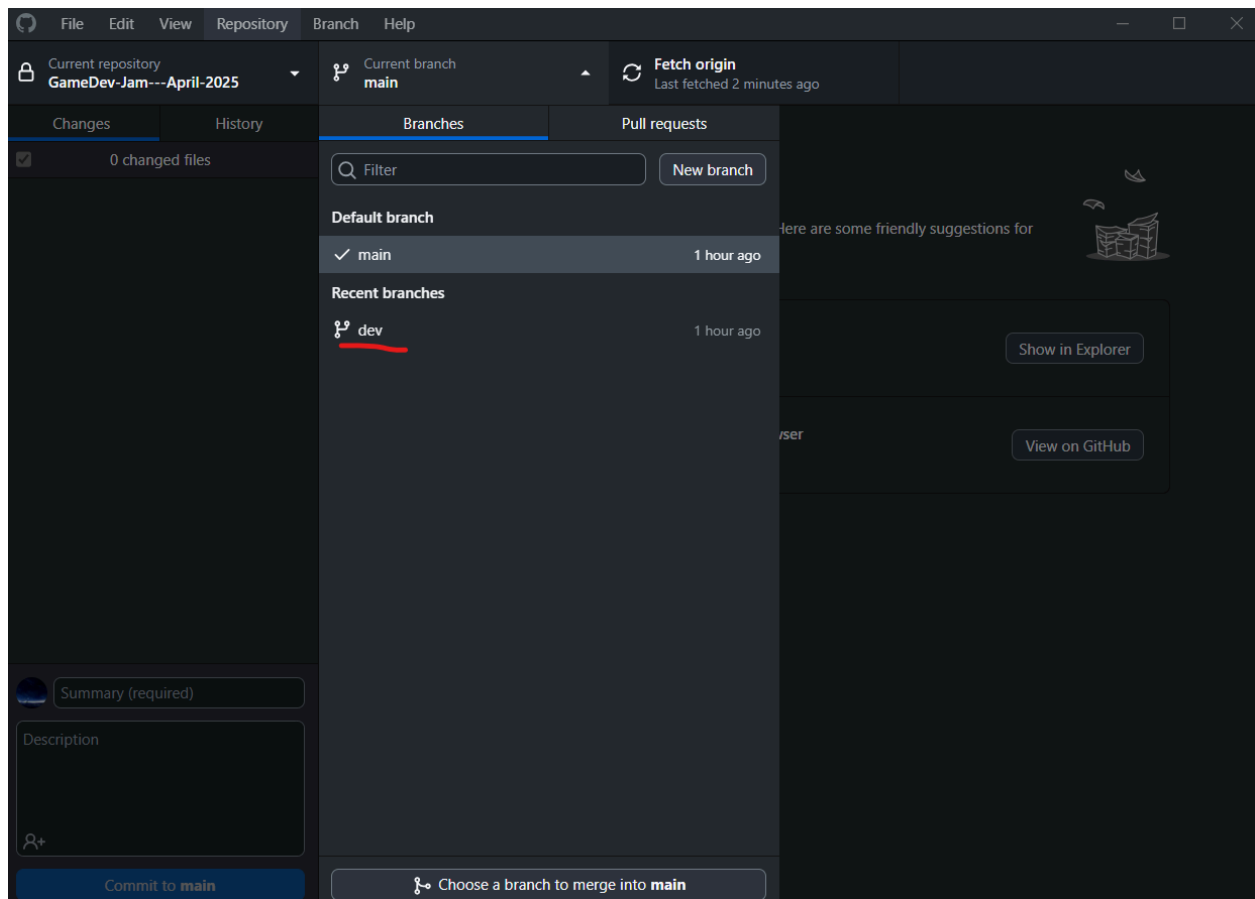 File Edit View Repository Branch Help
Current repository
GameDev-Jam---April-2025
Current branch
main
Fetch origin
Last fetched 2 minutes ago
Changes History
Branches Pull requests
0 changed files
Filter
New branch
Default branch
main 1 hour ago
Recent branches
dev 1 hour ago
Here are some friendly suggestions for
Show in Explorer
View on GitHub
Summary (required)
Description
Commit to main
Choose a branch to merge into main